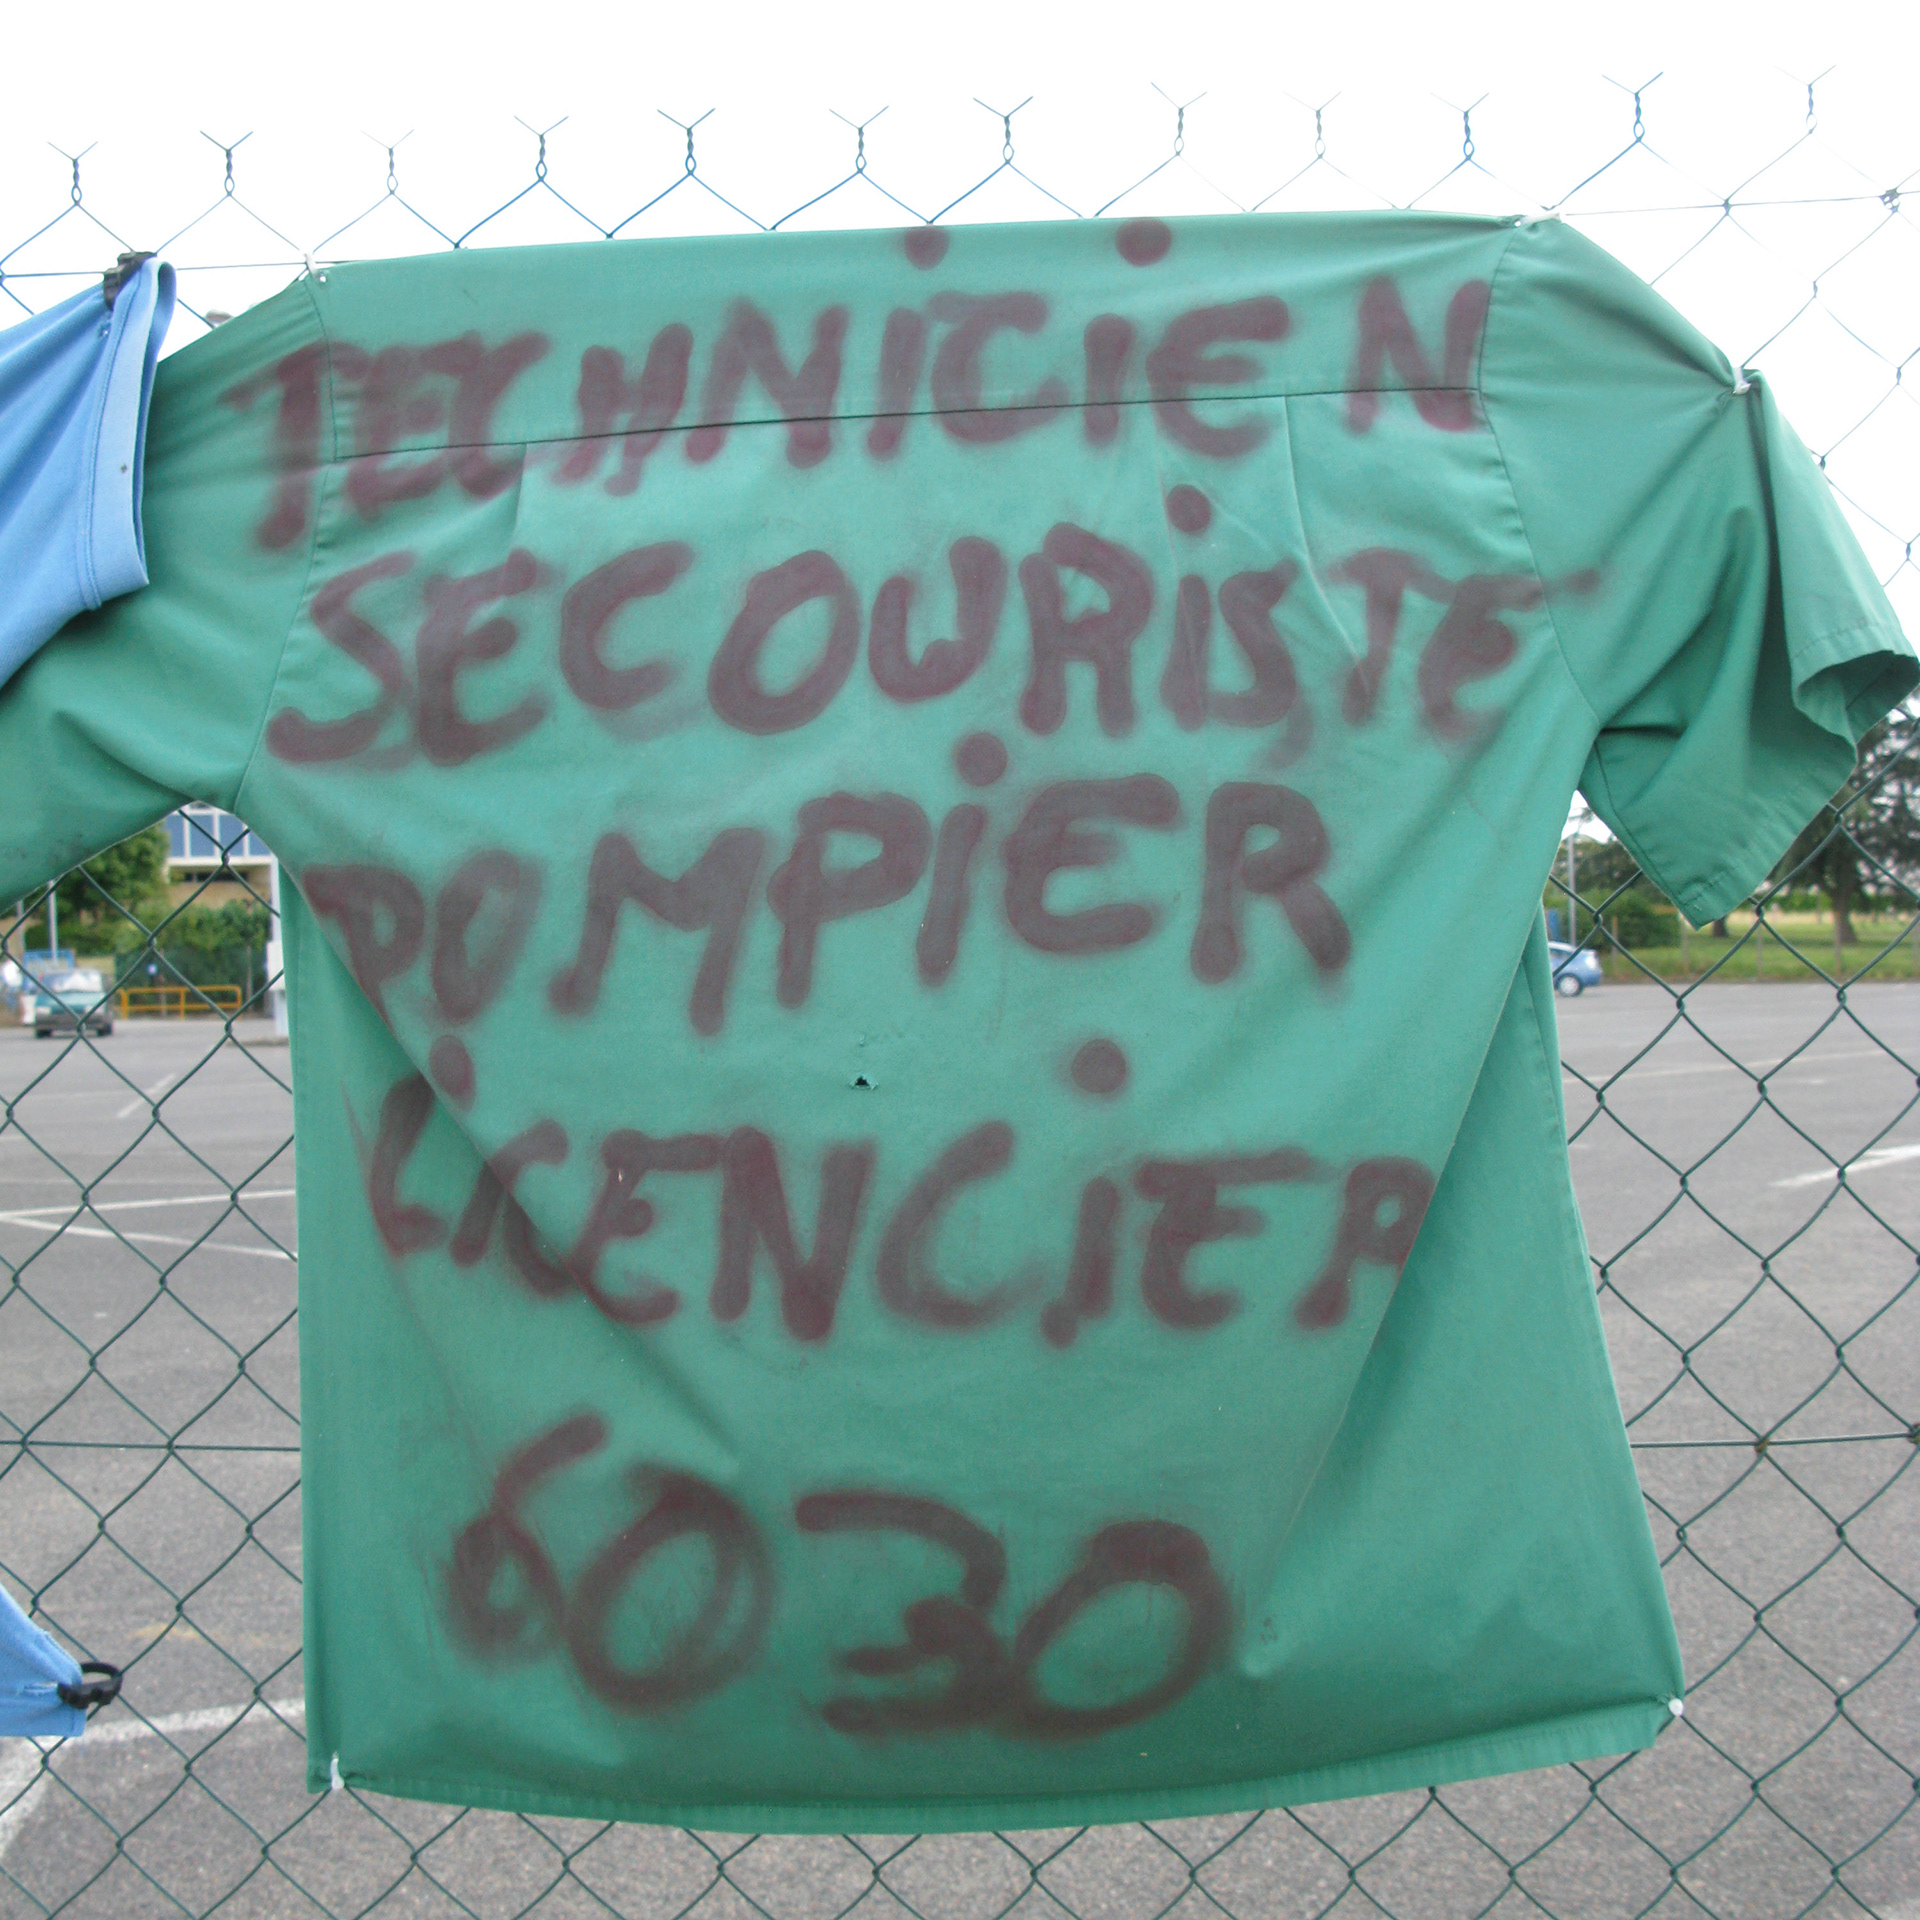 TECHNICIEN
SECOURISTE
POMPIER
LICENCIER
6030